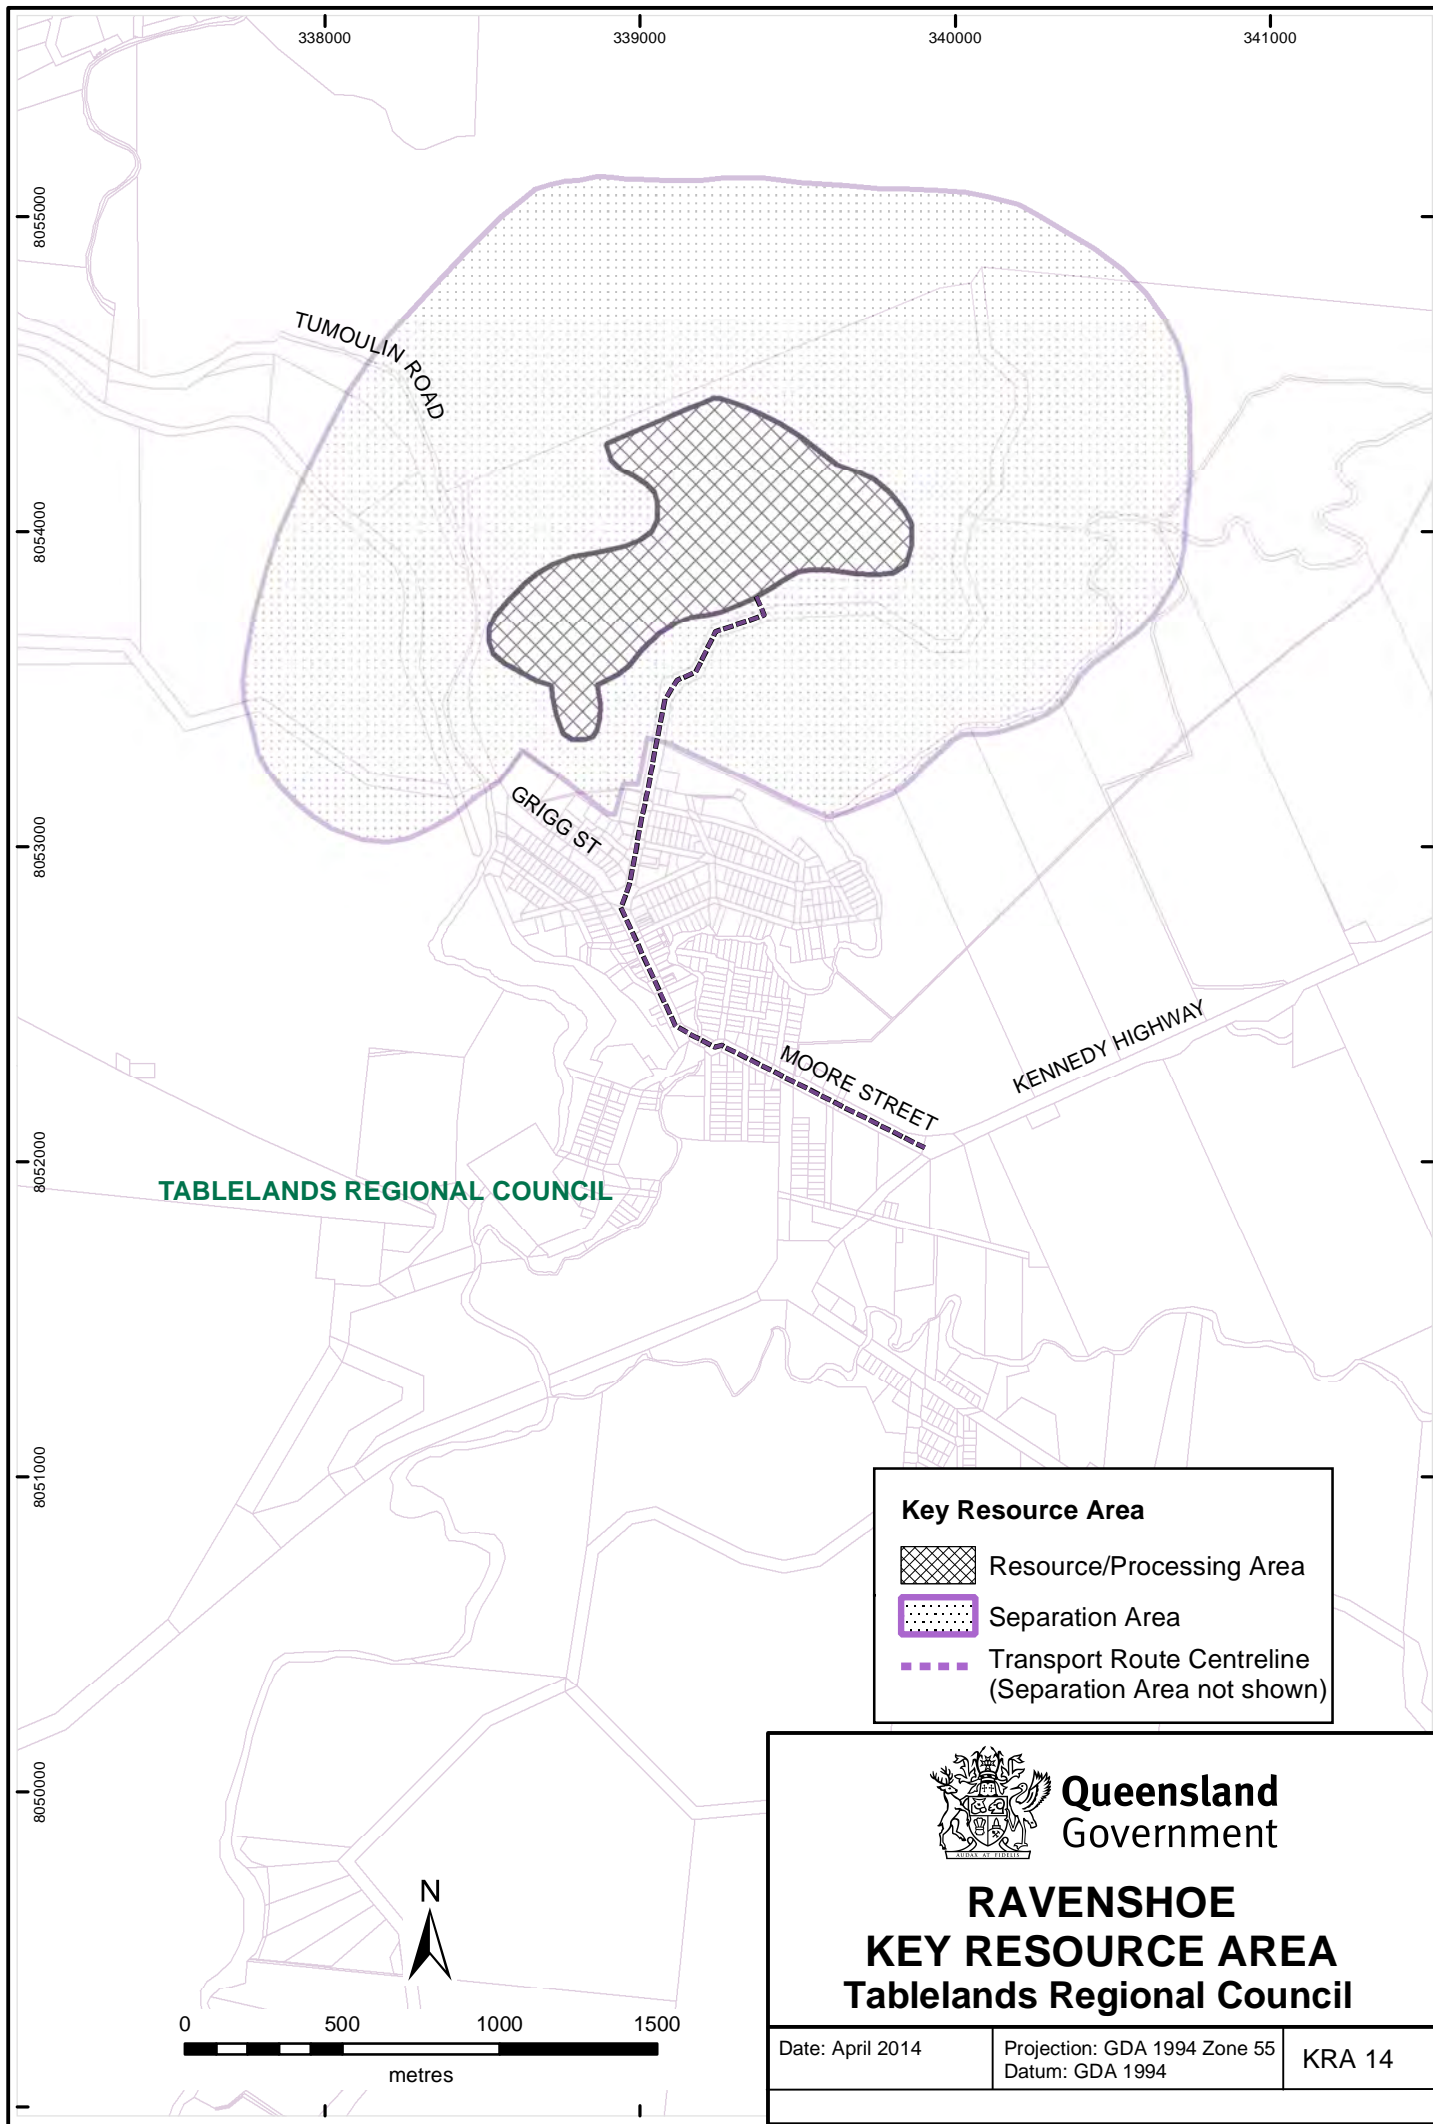 338000
339000
340000
341000
8055000
8054000
8053000
8052000
8051000
8050000
TUMOULIN ROAD
GRIGG ST
MOORE STREET
KENNEDY HIGHWAY
TABLELANDS REGIONAL COUNCIL
Key Resource Area
Resource/Processing Area
Separation Area
Transport Route Centreline
(Separation Area not shown)
AUDAX AT FIDELIS
Queensland
Government
RAVENSHOE
KEY RESOURCE AREA
Tablelands Regional Council
Date: April 2014
Projection: GDA 1994 Zone 55
Datum: GDA 1994
KRA 14
N
0
500
1000
1500
metres